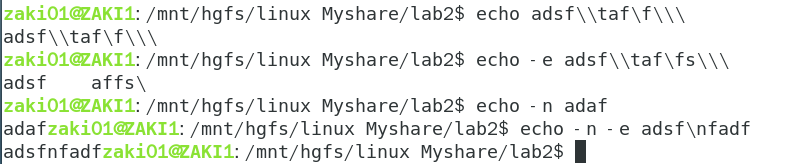 zaki01@ZAKI1:/mnt/hgfs/linux Myshare/lab2$ echo adsf\\taf\f\\\
adsf\\taf\f\\\
zaki01@ZAKI1:/mnt/hgfs/linux Myshare/lab2$ echo -e adsf\\taf\fs\\\
adsf    affs\
zaki01@ZAKI1:/mnt/hgfs/linux Myshare/lab2$ echo -n adaf
adafzaki01@ZAKI1:/mnt/hgfs/linux Myshare/lab2$ echo -n -e adsf\nfadf
adsfnfadfzaki01@ZAKI1:/mnt/hgfs/linux Myshare/lab2$